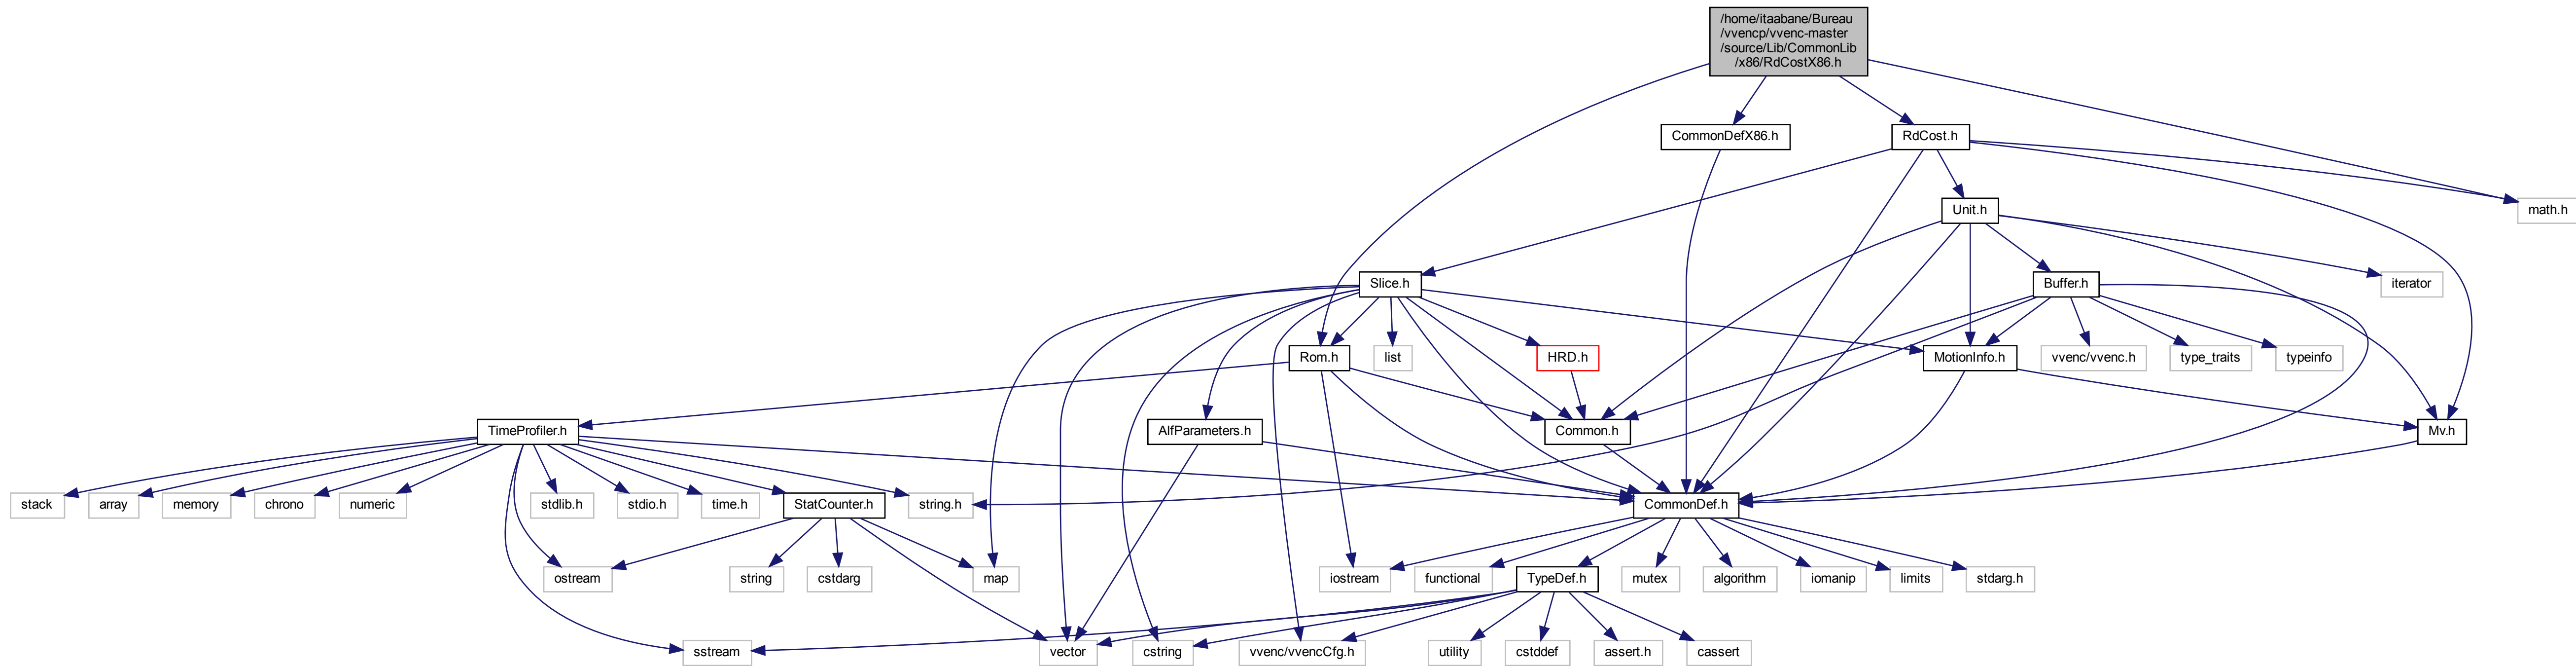 /home/itaabane/Bureau
/vvencp/vvenc-master
/source/Lib/CommonLib
/x86/RdCostX86.h
CommonDefX86.h
RdCost.h
Unit.h
math.h
Slice.h
Buffer.h
iterator
Rom.h
list
HRD.h
MotionInfo.h
vvenc/vvenc.h
type_traits
typeinfo
TimeProfiler.h
AlfParameters.h
Common.h
Mv.h
stack
array
memory
chrono
numeric
stdlib.h
stdio.h
time.h
StatCounter.h
string.h
CommonDef.h
ostream
string
cstdarg
map
iostream
functional
TypeDef.h
mutex
algorithm
iomanip
limits
stdarg.h
sstream
vector
cstring
vvenc/vvencCfg.h
utility
cstddef
assert.h
cassert